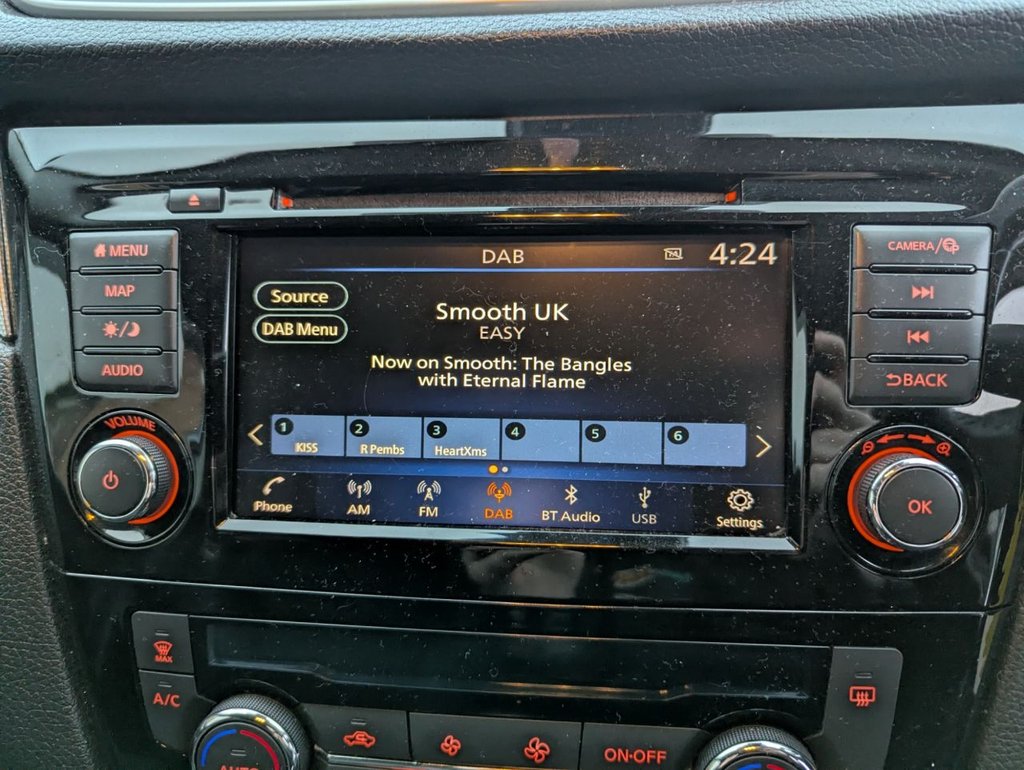 DAB
TA
4:24
MENU
MAP
AUDIO
VOLUME
Source
DAB Menu
Smooth UK
EASY
Now on Smooth: The Bangles
with Eternal Flame
1 KISS
2 R Pembs
3 HeartXms
4
5
6
Phone
AM
FM
DAB
BT Audio
USB
Settings
CAMERA/
BACK
OK
MAX
A/C
AUTO
ON·OFF